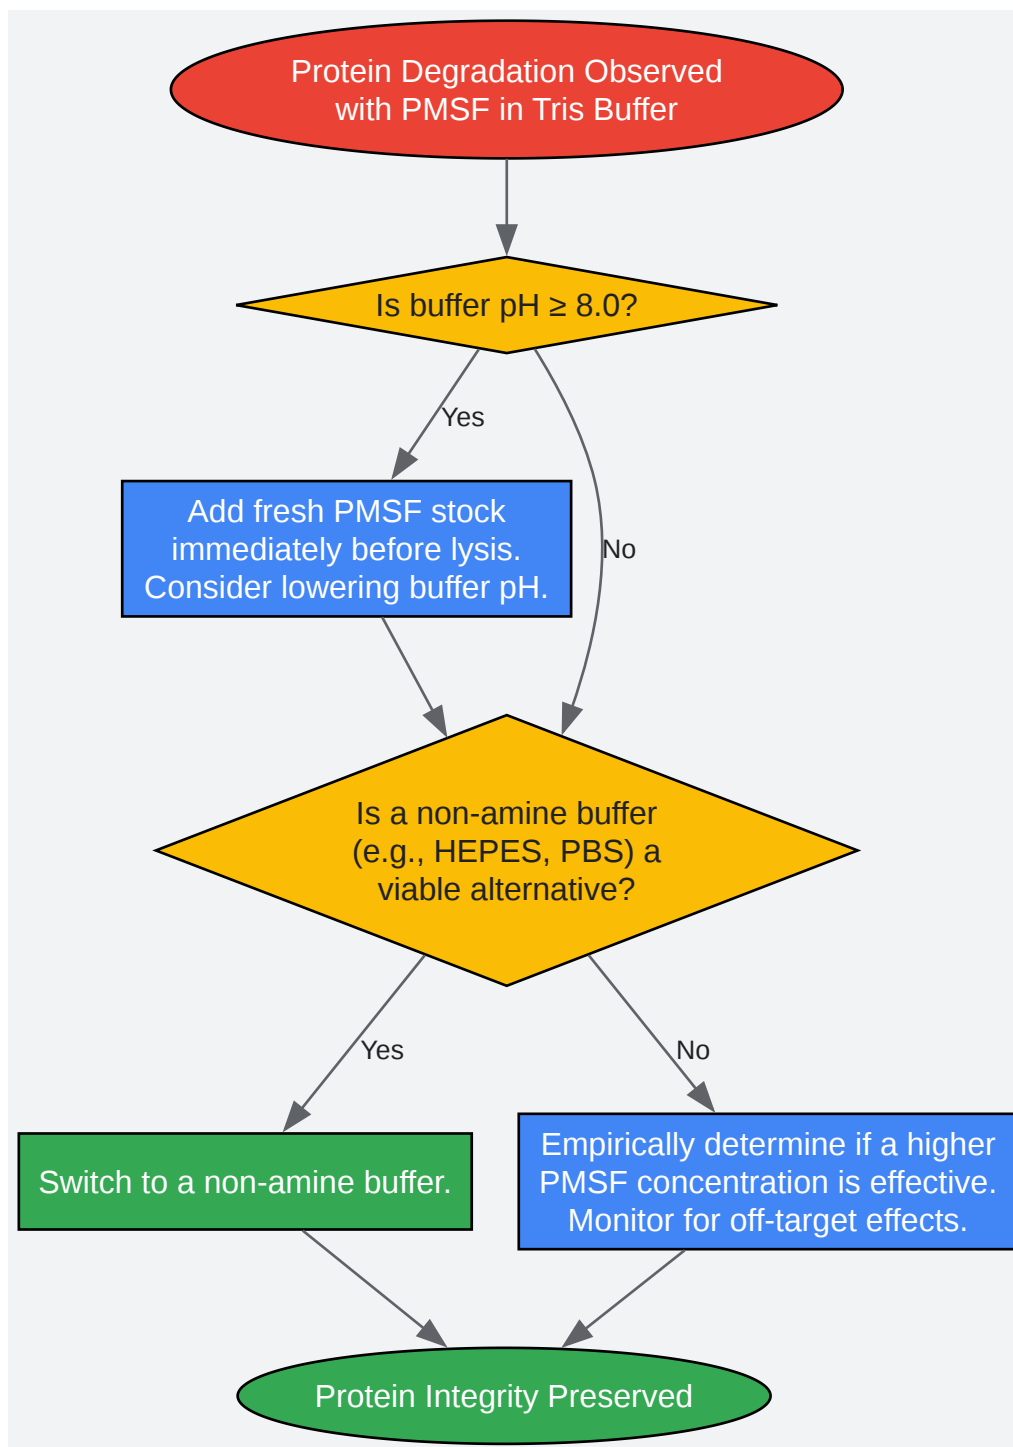 Protein Degradation Observed
with PMSF in Tris Buffer
Is buffer pH ≥ 8.0?
Yes
Add fresh PMSF stock
immediately before lysis.
Consider lowering buffer pH.
No
Is a non-amine buffer
(e.g., HEPES, PBS) a
viable alternative?
Yes
No
Switch to a non-amine buffer.
Empirically determine if a higher
PMSF concentration is effective.
Monitor for off-target effects.
Protein Integrity Preserved